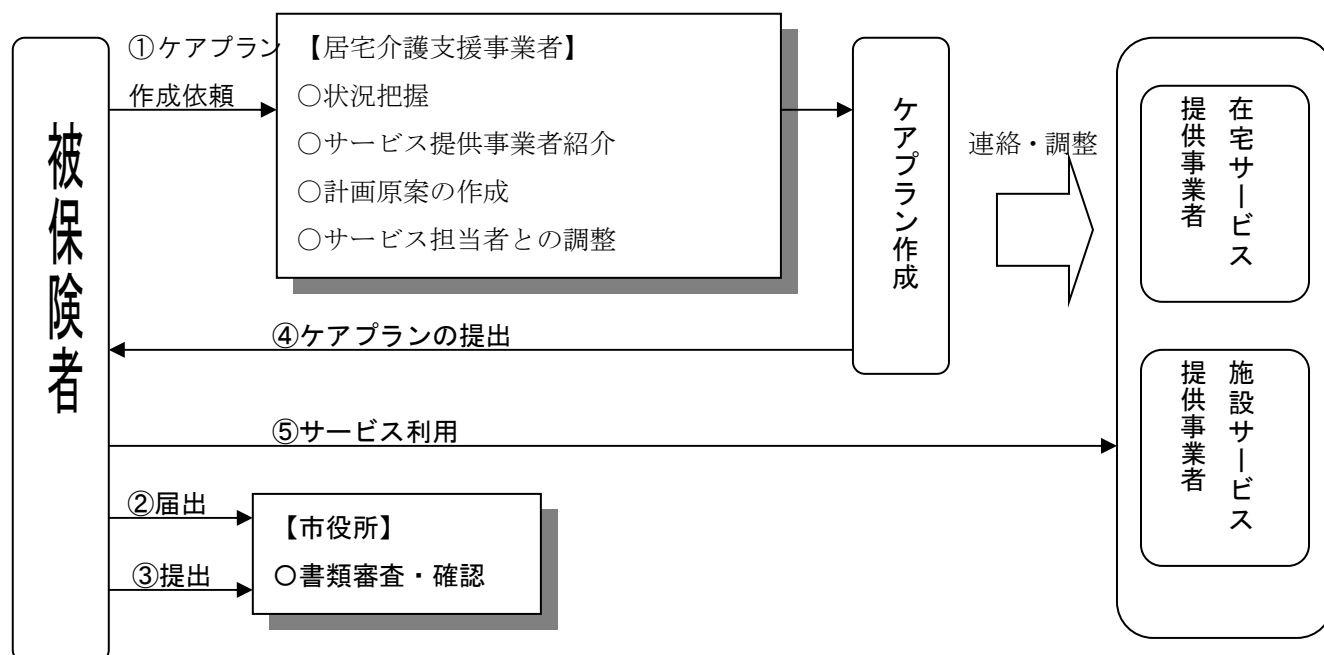 被保険者
①ケアプラン
作成依頼
【居宅介護支援事業者】
○状況把握
○サービス提供事業者紹介
○計画原案の作成
○サービス担当者との調整
ケアプラン作成
連絡・調整
在宅サービス
提供事業者
施設サービス
提供事業者
④ケアプランの提出
⑤サービス利用
②届出
③提出
【市役所】
○書類審査・確認